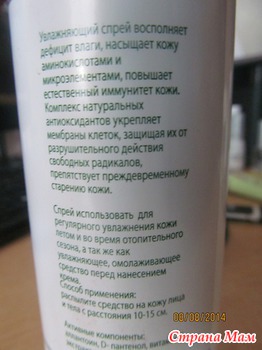 Увлажняющий спрей восполняет
дефицит влаги, насыщает кожу
аминокислотами и
микроэлементами, повышает
естественный иммунитет кожи.
Комплекс натуральных
антиоксидантов укрепляет
мембраны клеток, защищая их от
разрушительного действия
свободных радикалов,
препятствует преждевременному
старению кожи.
Спрей использовать для
регулярного увлажнения кожи
летом и во время отопительного
сезона, а так же как
увлажняющее, омолаживающее
средство перед нанесением
крема.
Способ применения:
распылите средство на кожу лица
и тела с расстояния 10-15 см.
Активные компоненты:
аллантоин, D- пантенол,
08/08/2014
Страна Мам